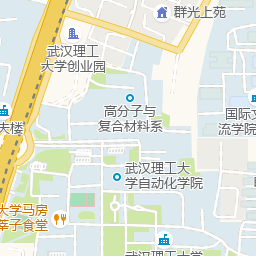 群光上苑
武汉理工
大学创业园
高分子与
复合材料系
国际文
流学院
夫楼
武汉理工大
学自动化学院
大学马房
莘子食堂
武汉理工大学